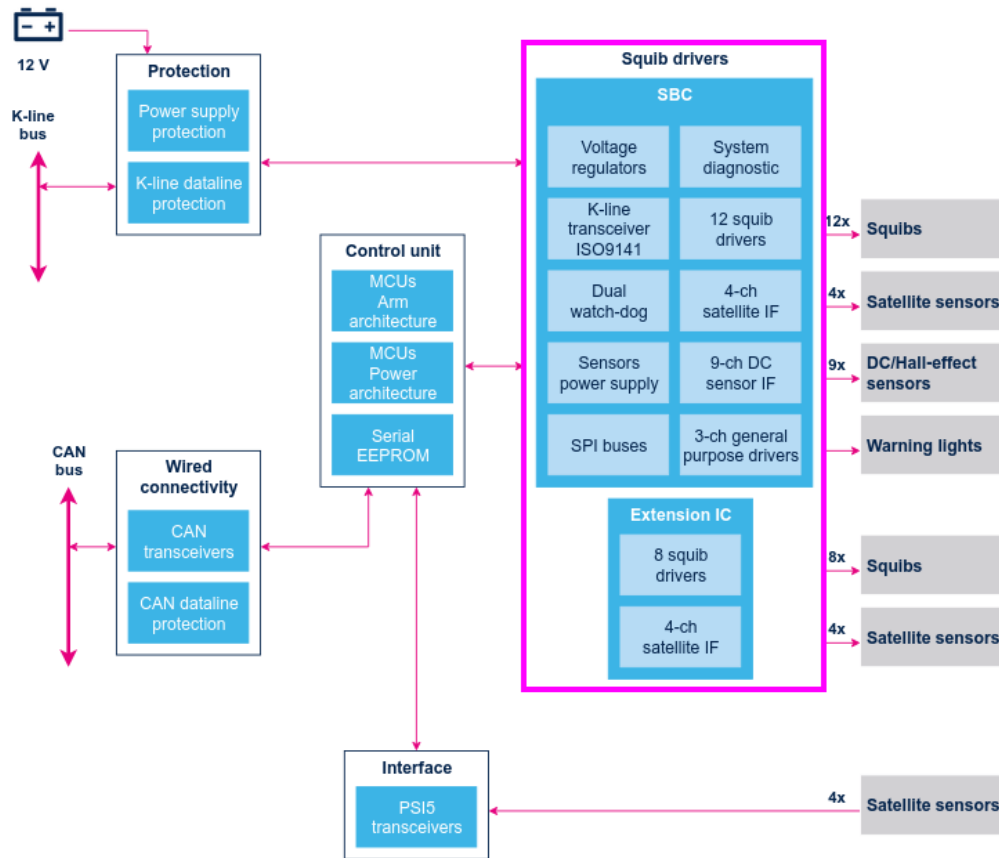 12 V
K-line
bus
Protection
Power supply
protection
K-line dataline
protection
Control unit
MCUs
Arm
architecture
MCUs
Power
architecture
Serial
EEPROM
CAN
bus
Wired
connectivity
CAN
transceivers
CAN dataline
protection
Interface
PSI5
transceivers
Squib drivers
SBC
Voltage
regulators
System
diagnostic
K-line
transceiver
ISO9141
12 squib
drivers
Dual
watch-dog
4-ch
satellite IF
Sensors
power supply
9-ch DC
sensor IF
SPI buses
3-ch general
purpose drivers
Extension IC
8 squib
drivers
4-ch
satellite IF
12x
Squibs
4x
Satellite sensors
9x
DC/Hall-effect
sensors
Warning lights
8x
Squibs
4x
Satellite sensors
4x
Satellite sensors